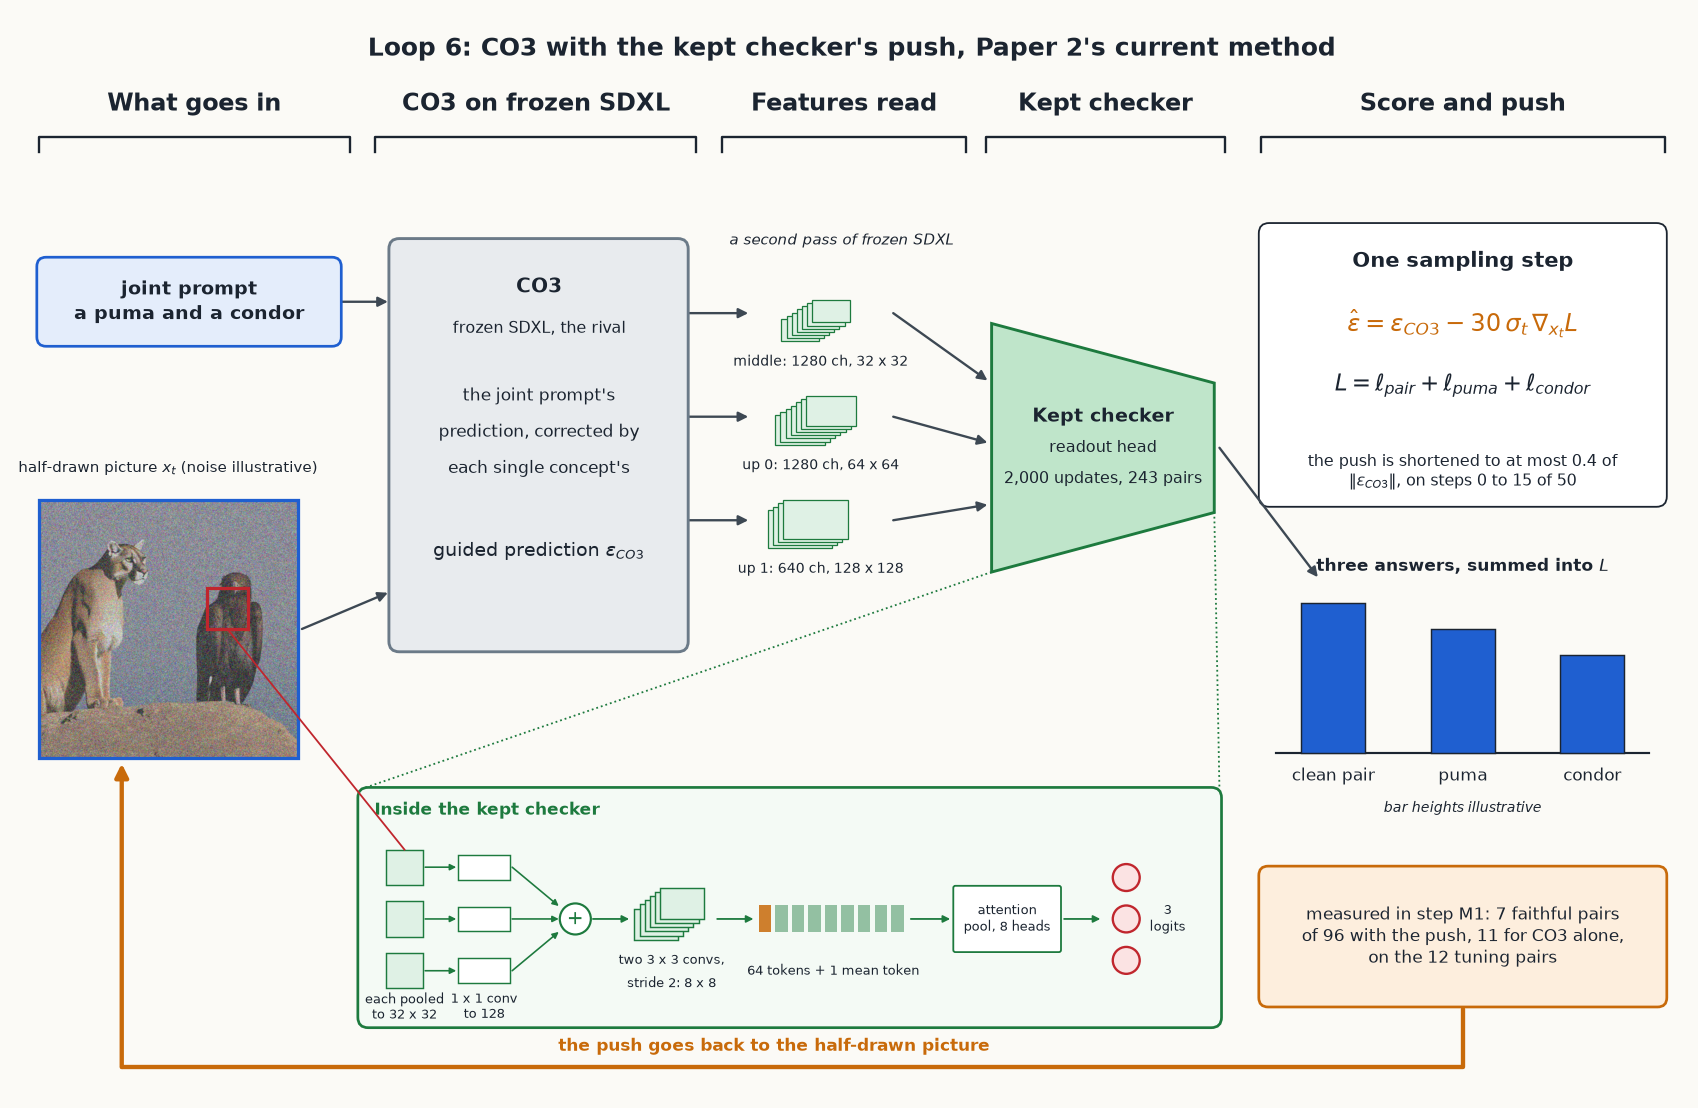 Loop 6: CO3 with the kept checker's push, Paper 2's current method
What goes in
CO3 on frozen SDXL
Features read
Kept checker
Score and push
joint prompt
a puma and a condor
half-drawn picture x_t (noise illustrative)
CO3
frozen SDXL, the rival
the joint prompt's
prediction, corrected by
each single concept's
guided prediction ε_CO3
a second pass of frozen SDXL
middle: 1280 ch, 32 x 32
up 0: 1280 ch, 64 x 64
up 1: 640 ch, 128 x 128
Kept checker
readout head
2,000 updates, 243 pairs
One sampling step
ε̂ = ε_CO3 − 30 σ_t ∇_{x_t} L
L = ℓ_pair + ℓ_puma + ℓ_condor
the push is shortened to at most 0.4 of
‖ε_CO3‖, on steps 0 to 15 of 50
three answers, summed into L
clean pair
puma
condor
bar heights illustrative
Inside the kept checker
each pooled
to 32 x 32
1 x 1 conv
to 128
+
two 3 x 3 convs,
stride 2: 8 x 8
64 tokens + 1 mean token
attention
pool, 8 heads
3
logits
measured in step M1: 7 faithful pairs
of 96 with the push, 11 for CO3 alone,
on the 12 tuning pairs
the push goes back to the half-drawn picture